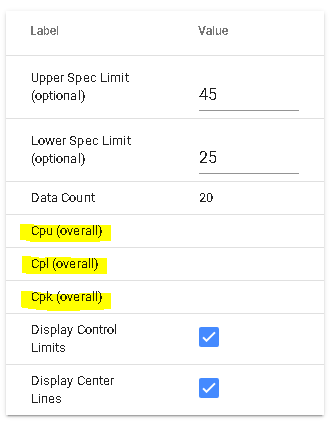 Label Value
Upper Spec Limit
(optional) 45
Lower Spec Limit
(optional) 25
Data Count 20
Cpu (overall)
Cpl (overall)
Cpk (overall)
Display Control
Limits
Display Center
Lines